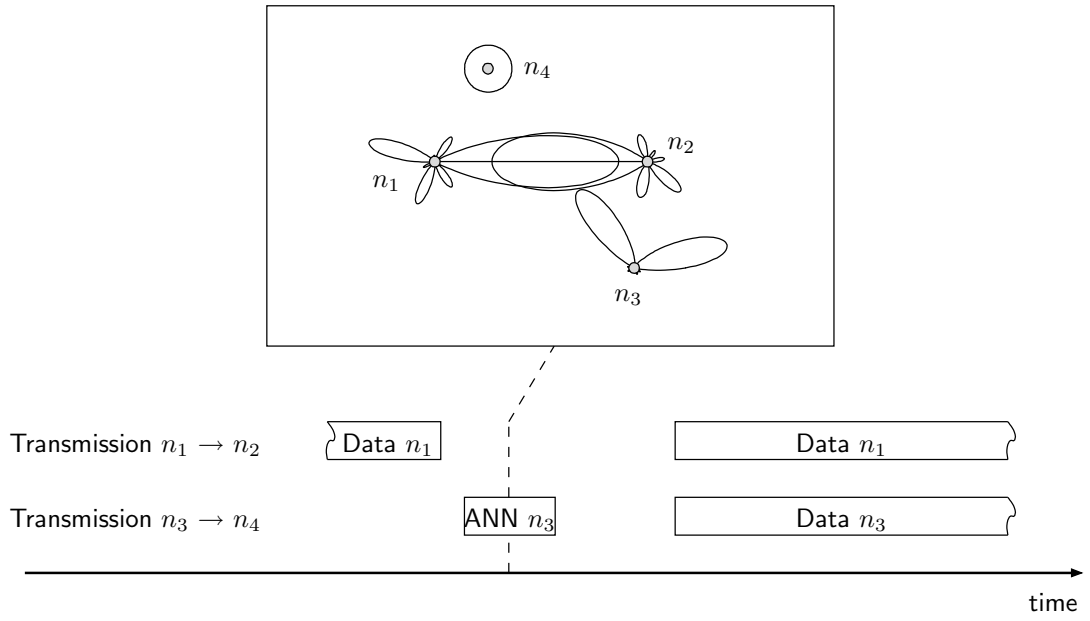 n₄
n₂
n₁
n₃
Transmission n₁ → n₂ Data n₁ Data n₁
Transmission n₃ → n₄ ANN n₃ Data n₃
time